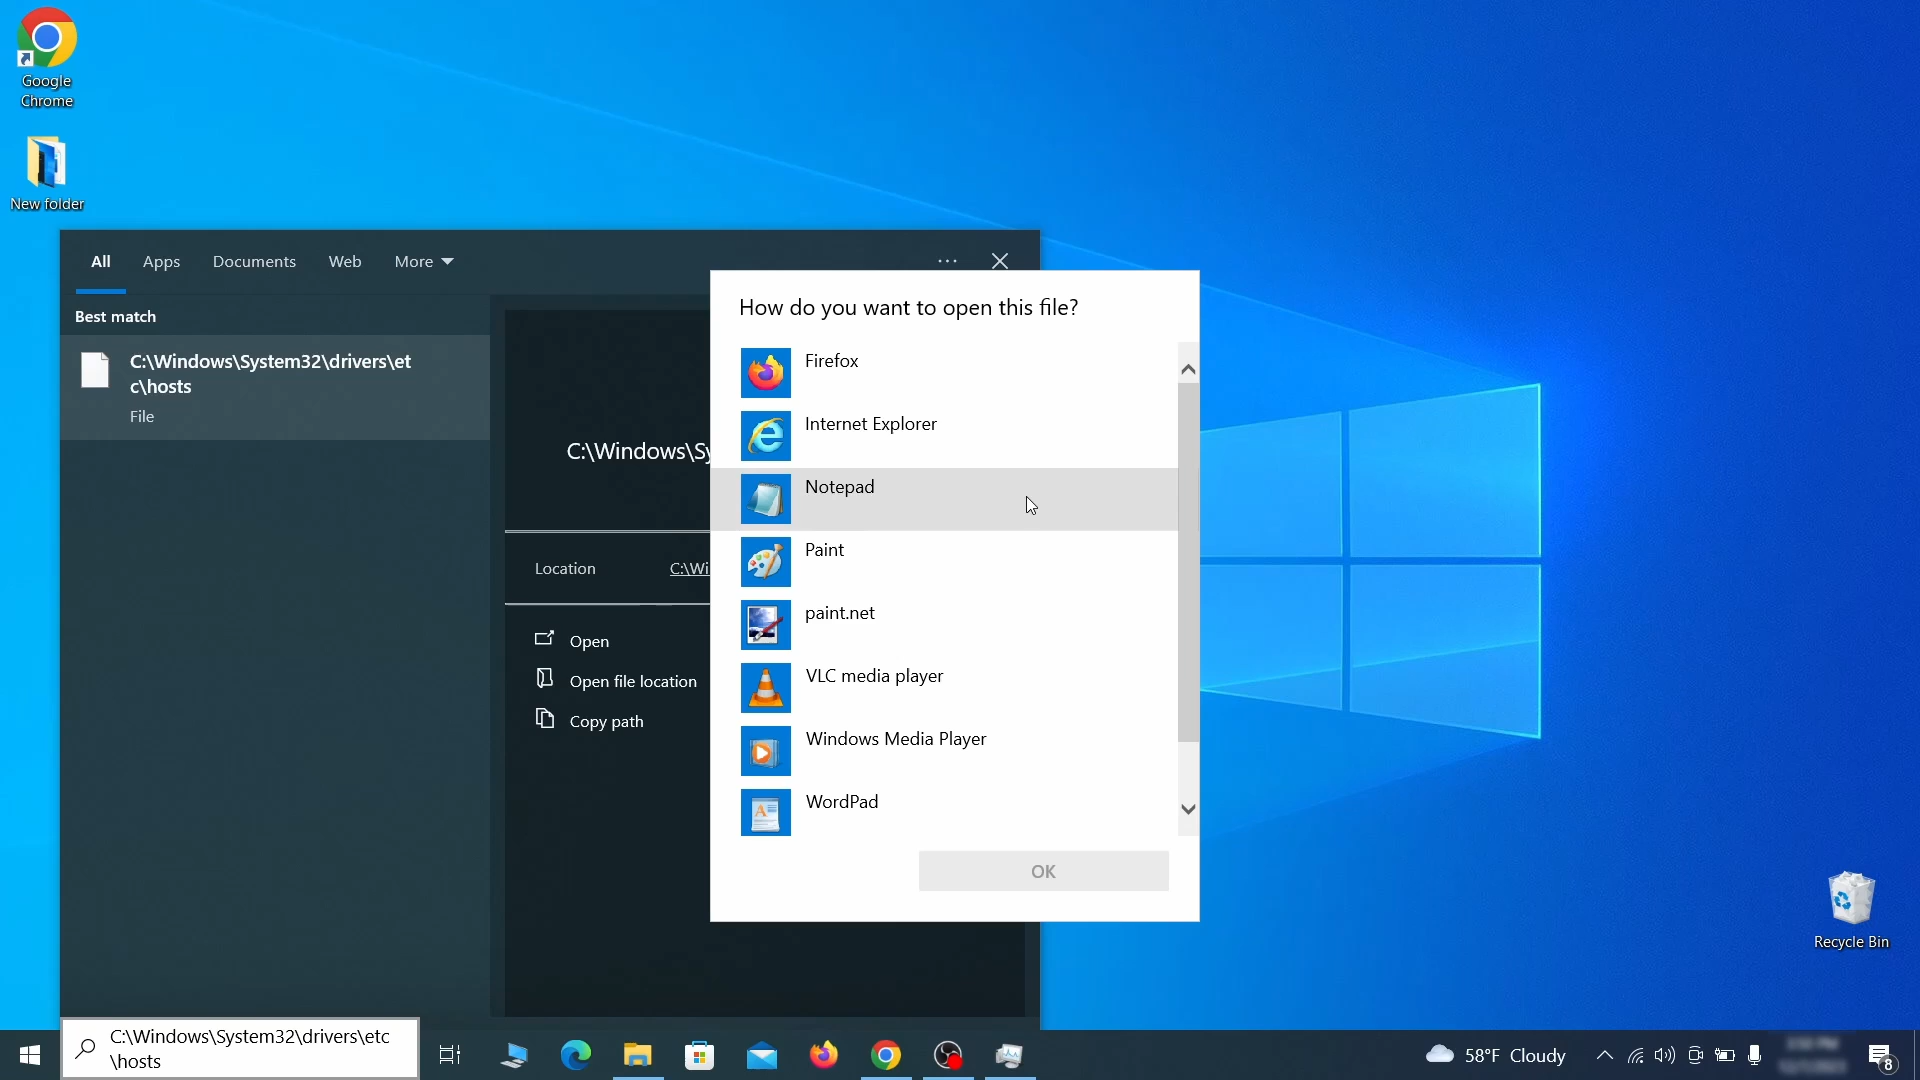 Google
Chrome
New folder
All
Apps
Documents
Web
More
Best match
C:\Windows\System32\drivers\et
c\hosts
File
C:\Windows\Sy
Location
C:\Wi
Open
Open file location
Copy path
How do you want to open this file?
Firefox
Internet Explorer
Notepad
Paint
paint.net
VLC media player
Windows Media Player
WordPad
OK
Recycle Bin
C:\Windows\System32\drivers\etc
\hosts
58°F Cloudy
8